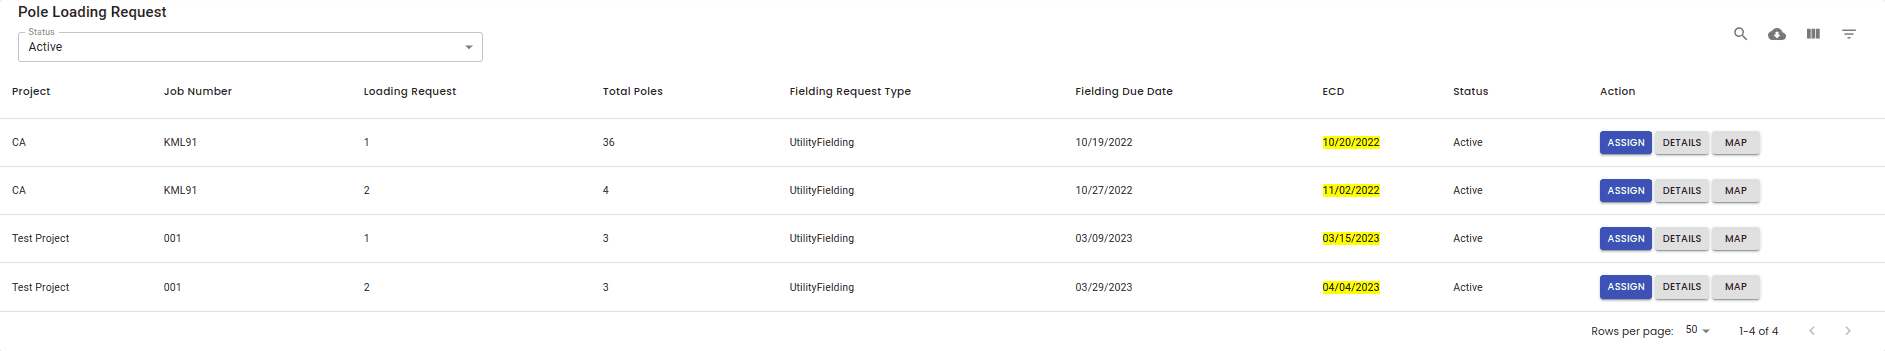 Pole Loading Request
Status
Active
Project Job Number Loading Request Total Poles Fielding Request Type Fielding Due Date ECD Status Action
CA KML91 1 36 UtilityFielding 10/19/2022 10/20/2022 Active ASSIGN DETAILS MAP
CA KML91 2 4 UtilityFielding 10/27/2022 11/02/2022 Active ASSIGN DETAILS MAP
Test Project 001 1 3 UtilityFielding 03/09/2023 03/15/2023 Active ASSIGN DETAILS MAP
Test Project 001 2 3 UtilityFielding 03/29/2023 04/04/2023 Active ASSIGN DETAILS MAP
Rows per page: 50 1-4 of 4